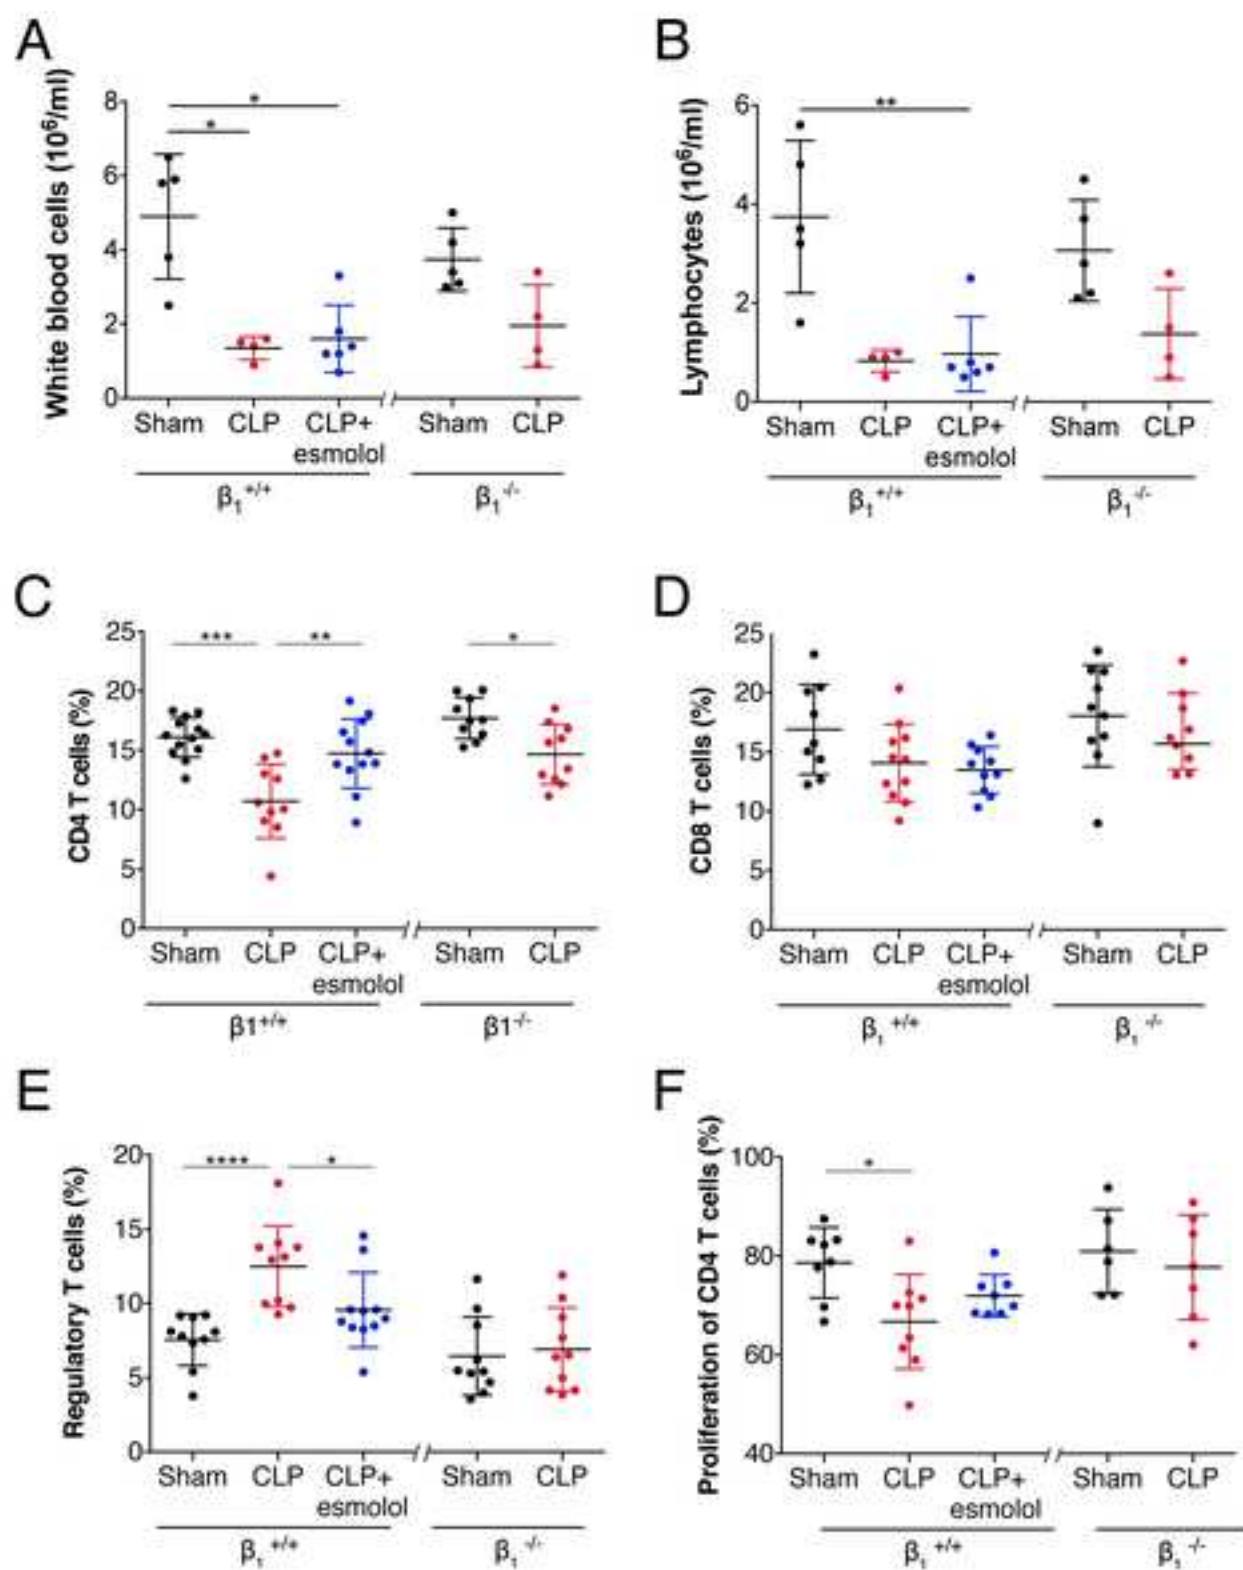 A
White blood cells (10⁶/ml)
8
6
4
2
0
*
*
Sham CLP CLP+ esmolol Sham CLP
β₁⁺/⁺ β₁⁻/⁻
B
Lymphocytes (10⁶/ml)
6
4
2
0
**
Sham CLP CLP+ esmolol Sham CLP
β₁⁺/⁺ β₁⁻/⁻
C
CD4 T cells (%)
25
20
15
10
5
0
*** ** *
Sham CLP CLP+ esmolol Sham CLP
β1⁺/⁺ β1⁻/⁻
D
CD8 T cells (%)
25
20
15
10
5
0
Sham CLP CLP+ esmolol Sham CLP
β₁⁺/⁺ β₁⁻/⁻
E
Regulatory T cells (%)
20
15
10
5
0
**** *
Sham CLP CLP+ esmolol Sham CLP
β₁⁺/⁺ β₁⁻/⁻
F
Proliferation of CD4 T cells (%)
100
80
60
40
*
Sham CLP CLP+ esmolol Sham CLP
β₁⁺/⁺ β₁⁻/⁻